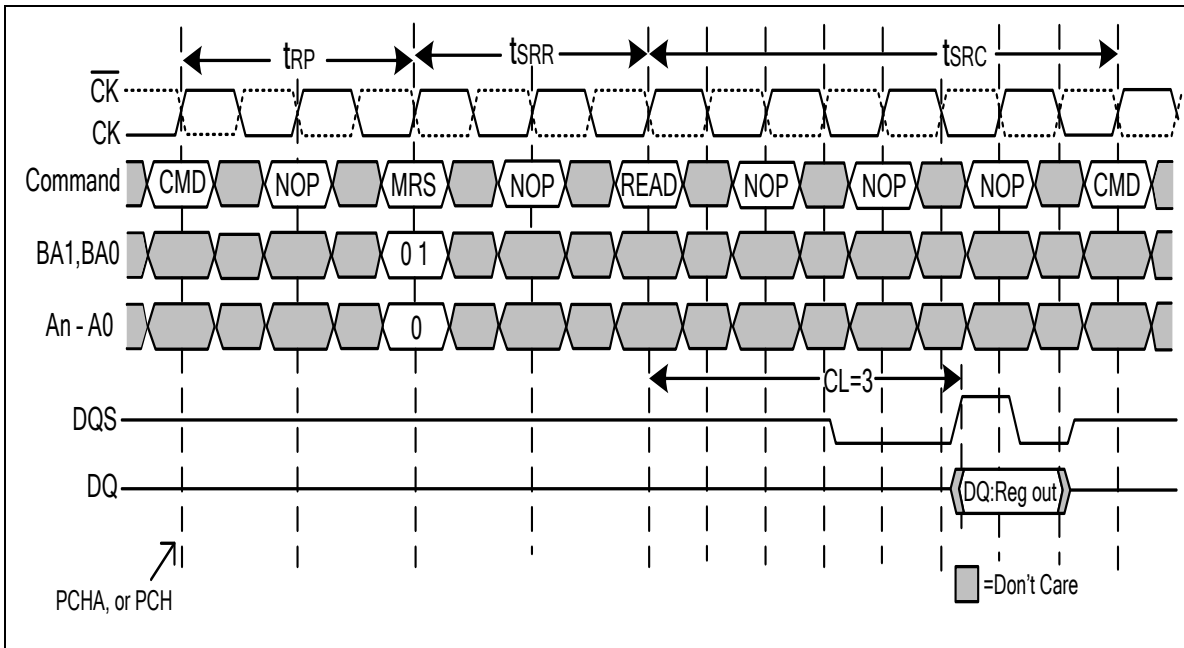 tRP tSRR tSRC
CK
CK
Command CMD NOP MRS NOP READ NOP NOP NOP CMD
BA1,BA0 0 1
An - A0 0
CL=3
DQS
DQ DQ:Reg out
PCHA, or PCH
=Don't Care